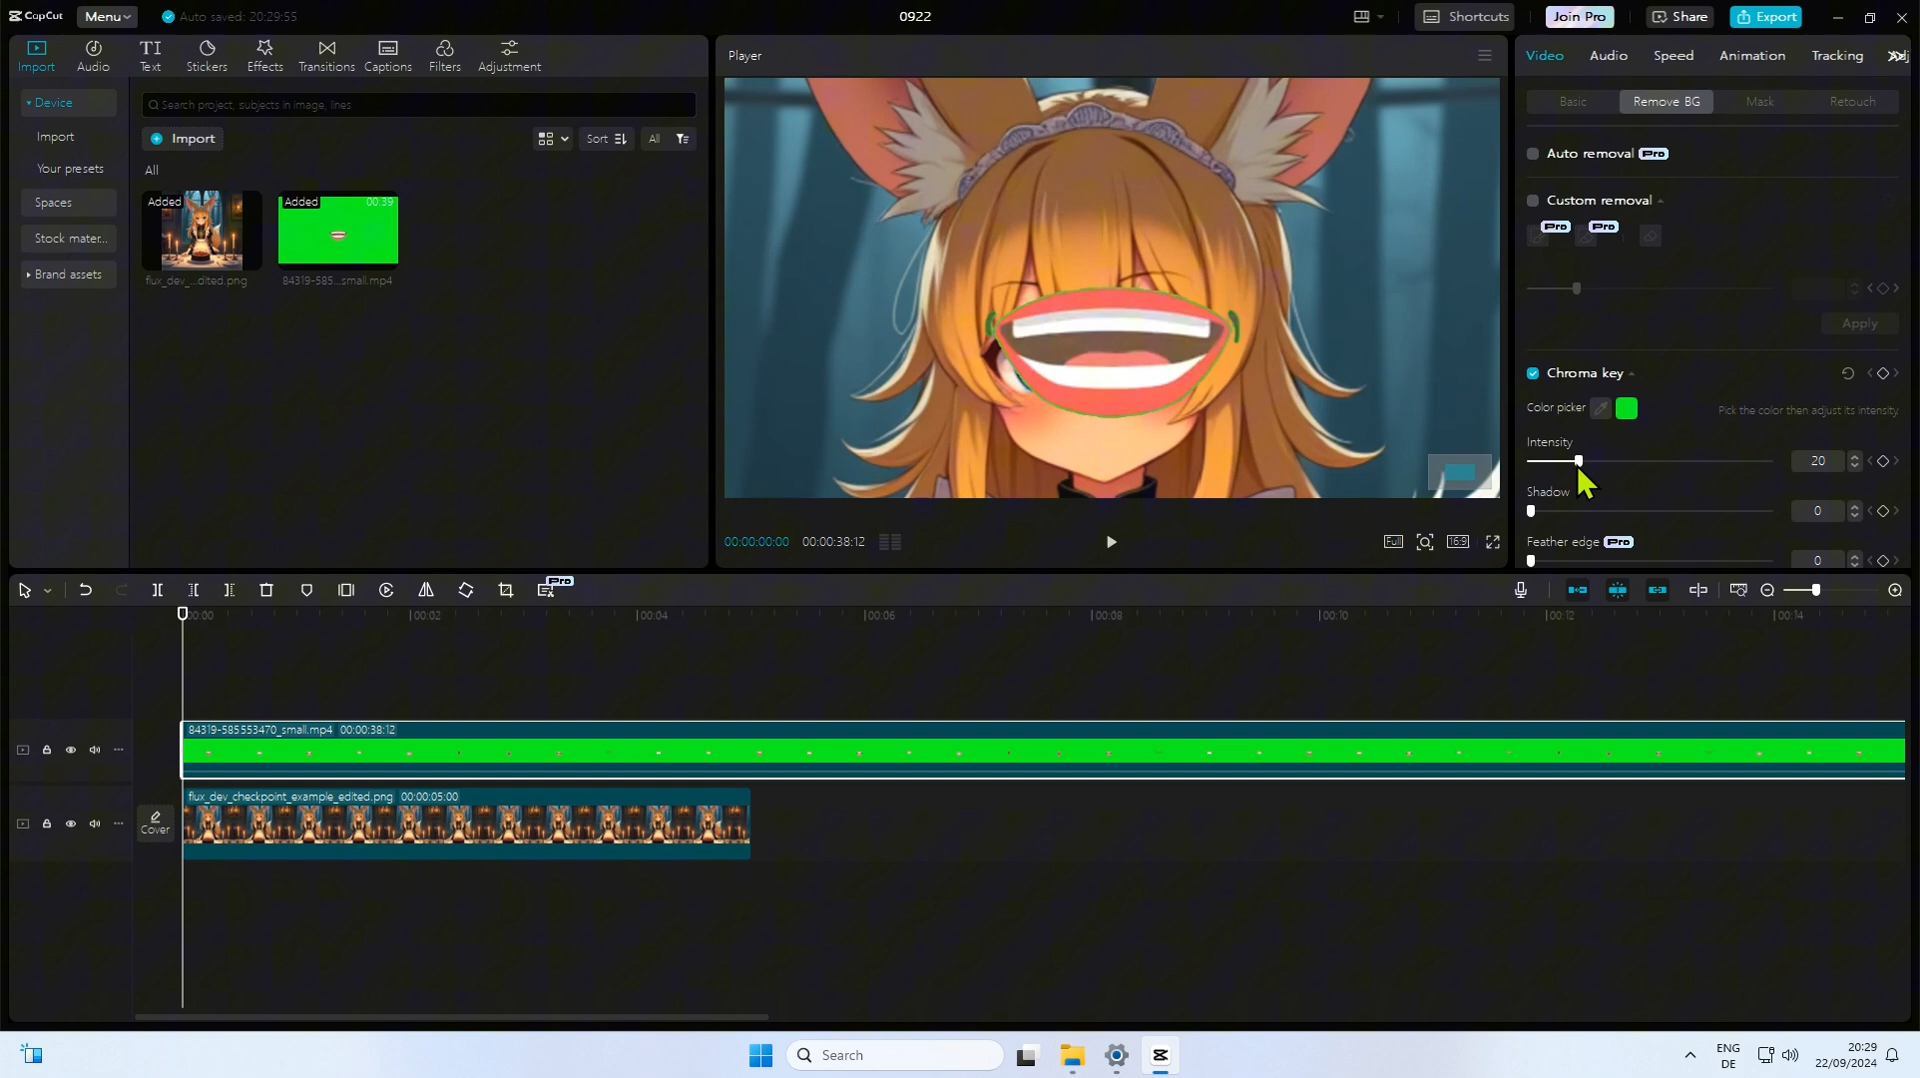 CapCut Menu Auto saved: 20:29:55 0922 Shortcuts Join Pro Share Export
Import Audio Text Stickers Effects Transitions Captions Filters Adjustment
Player
Video Audio Speed Animation Tracking
Device
Import
Your presets
Spaces
Stock mater...
Brand assets
Search project, subjects in image, lines
Import Sort All
All
Added
Added 00:39
flux_dev_...dited.png 84319-585...small.mp4
Basic Remove BG Mask Retouch
Auto removal Pro
Custom removal
Pro Pro
Apply
Chroma key
Color picker Pick the color then adjust its intensity
Intensity
20
Shadow
0
Feather edge Pro
0
00:00:00:00 00:00:38:12 Full 16:9
Pro
00:00 00:02 00:04 00:06 00:08 00:10 00:12 00:14
84319-585553470_small.mp4 00:00:38:12
flux_dev_checkpoint_example_edited.png 00:00:05:00
Cover
Search
ENG
DE
20:29
22/09/2024